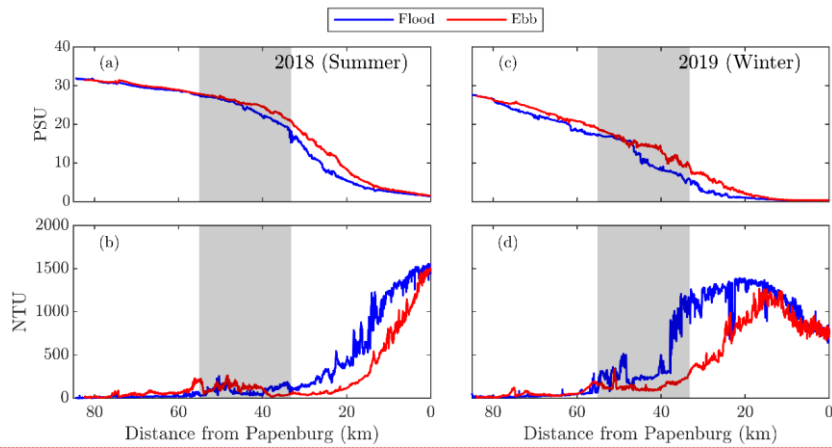 Flood Ebb
(a) 2018 (Summer)
(c) 2019 (Winter)
PSU
40
30
20
10
0
(b)
(d)
NTU
2000
1500
1000
500
0
80 60 40 20 0
80 60 40 20 0
Distance from Papenburg (km)
Distance from Papenburg (km)